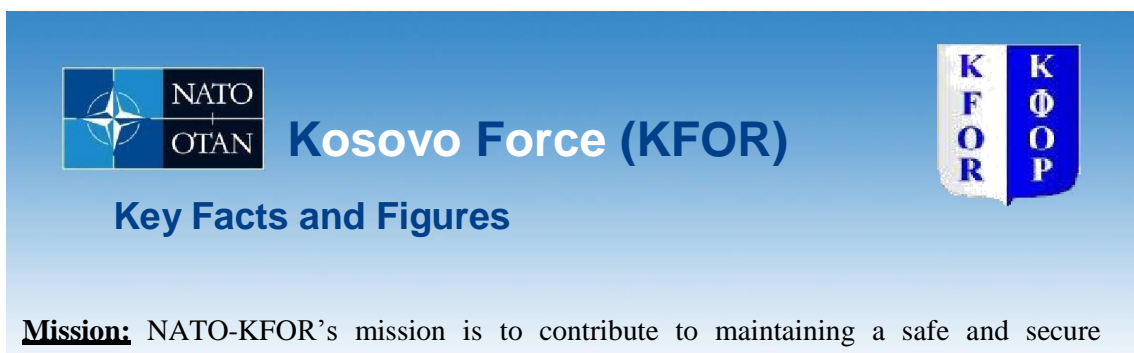 NATO
OTAN
Kosovo Force (KFOR)
K F O R
К Ф О Р
Key Facts and Figures
Mission: NATO-KFOR’s mission is to contribute to maintaining a safe and secure